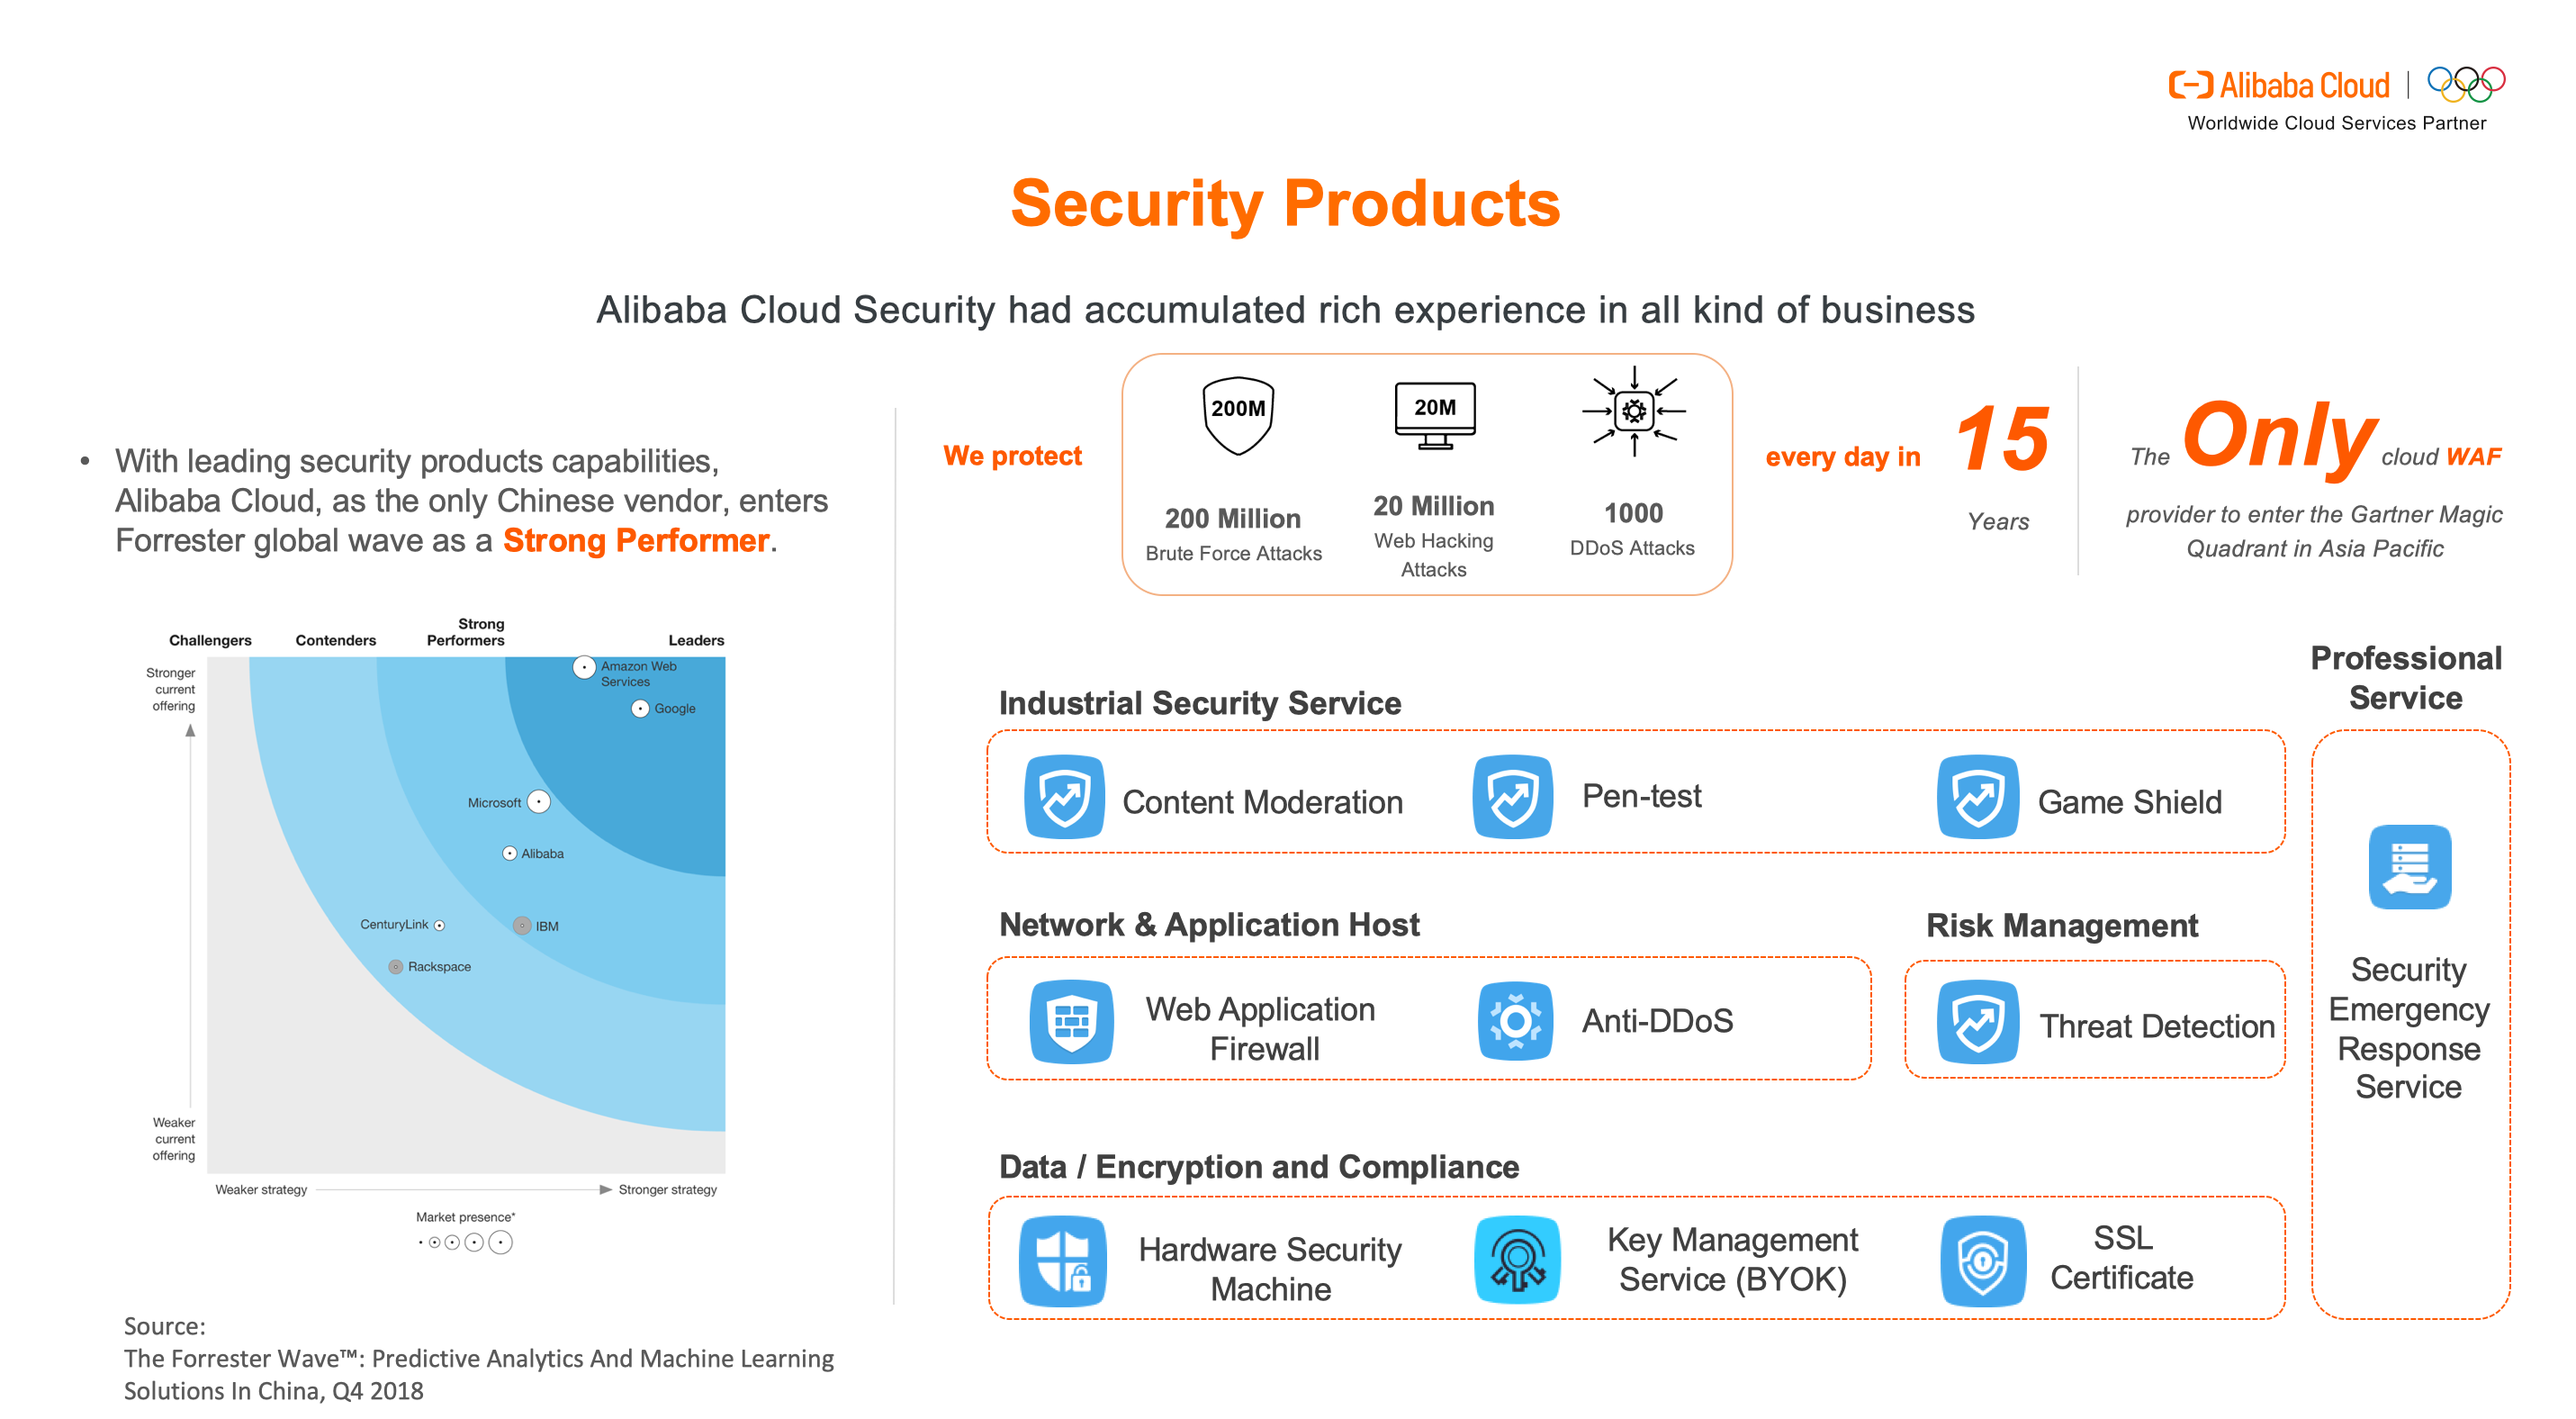 Alibaba Cloud
Worldwide Cloud Services Partner
Security Products
Alibaba Cloud Security had accumulated rich experience in all kind of business
• With leading security products capabilities,
Alibaba Cloud, as the only Chinese vendor, enters
Forrester global wave as a Strong Performer.
Challengers
Contenders
Strong
Performers
Leaders
Stronger
current
offering
Amazon Web
Services
Google
Microsoft
Alibaba
CenturyLink
IBM
Rackspace
Weaker
current
offering
Weaker strategy
Stronger strategy
Market presence*
Source:
The Forrester Wave™: Predictive Analytics And Machine Learning
Solutions In China, Q4 2018
We protect
200M
200 Million
Brute Force Attacks
20M
20 Million
Web Hacking
Attacks
1000
DDoS Attacks
every day in
15
Years
The Only cloud WAF
provider to enter the Gartner Magic
Quadrant in Asia Pacific
Industrial Security Service
Content Moderation
Pen-test
Game Shield
Network & Application Host
Web Application
Firewall
Anti-DDoS
Risk Management
Threat Detection
Data / Encryption and Compliance
Hardware Security
Machine
Key Management
Service (BYOK)
SSL
Certificate
Professional
Service
Security
Emergency
Response
Service